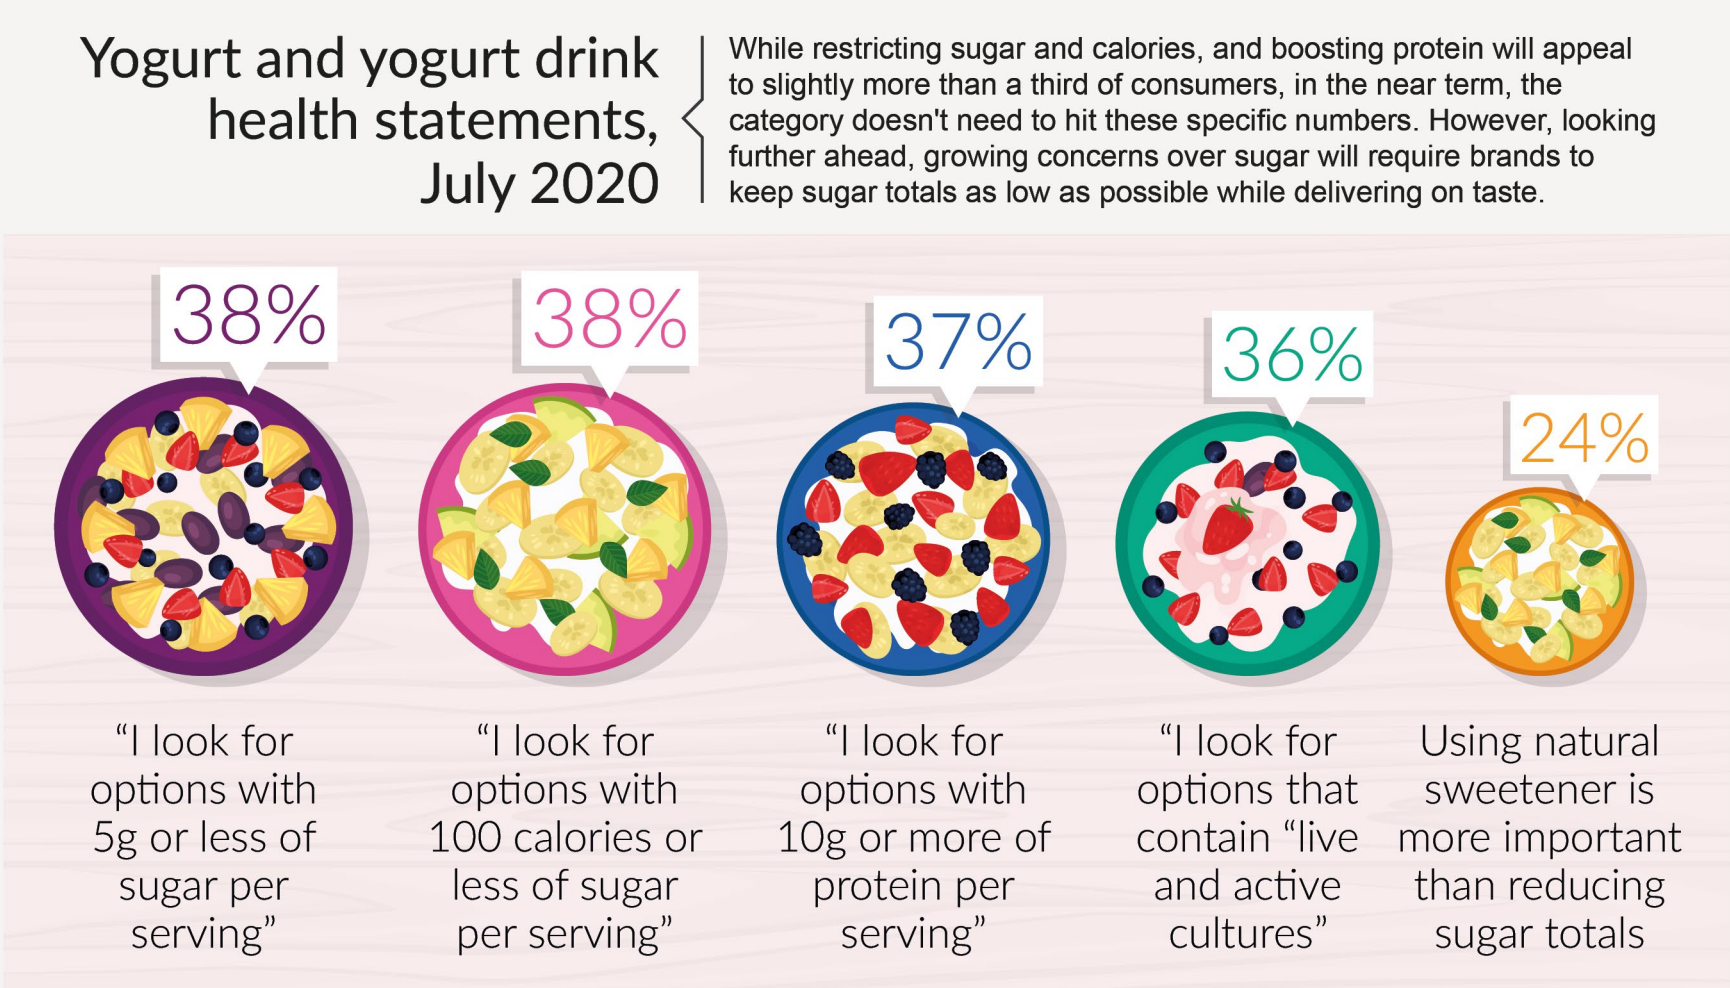 Yogurt and yogurt drink
health statements,
July 2020
While restricting sugar and calories, and boosting protein will appeal
to slightly more than a third of consumers, in the near term, the
category doesn't need to hit these specific numbers. However, looking
further ahead, growing concerns over sugar will require brands to
keep sugar totals as low as possible while delivering on taste.
38%
“I look for
options with
5g or less of
sugar per
serving”
38%
“I look for
options with
100 calories or
less of sugar
per serving”
37%
“I look for
options with
10g or more of
protein per
serving”
36%
“I look for
options that
contain “live
and active
cultures”
24%
Using natural
sweetener is
more important
than reducing
sugar totals